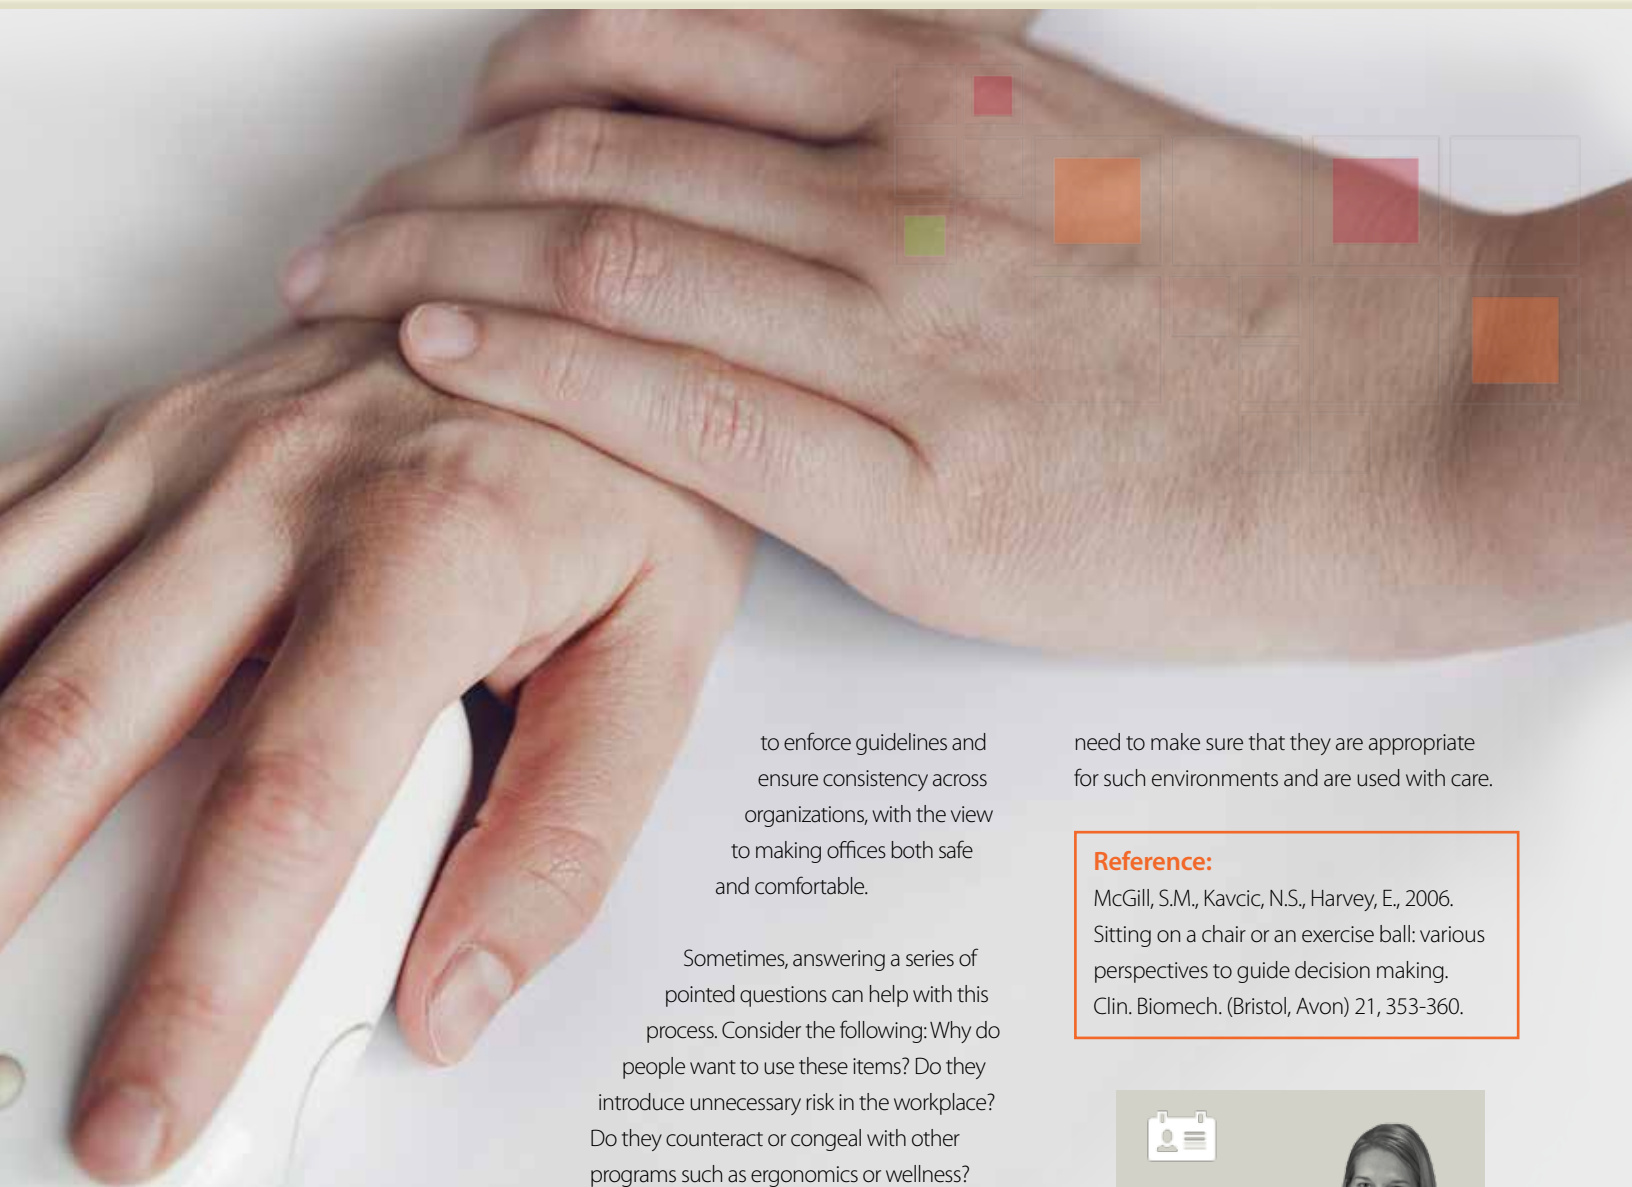 to enforce guidelines and
ensure consistency across
organizations, with the view
to making offices both safe
and comfortable.
Sometimes, answering a series of
pointed questions can help with this
process. Consider the following: Why do
people want to use these items? Do they
introduce unnecessary risk in the workplace?
Do they counteract or congeal with other
programs such as ergonomics or wellness?
need to make sure that they are appropriate
for such environments and are used with care.
Reference:
McGill, S.M., Kavcic, N.S., Harvey, E., 2006.
Sitting on a chair or an exercise ball: various
perspectives to guide decision making.
Clin. Biomech. (Bristol, Avon) 21, 353-360.